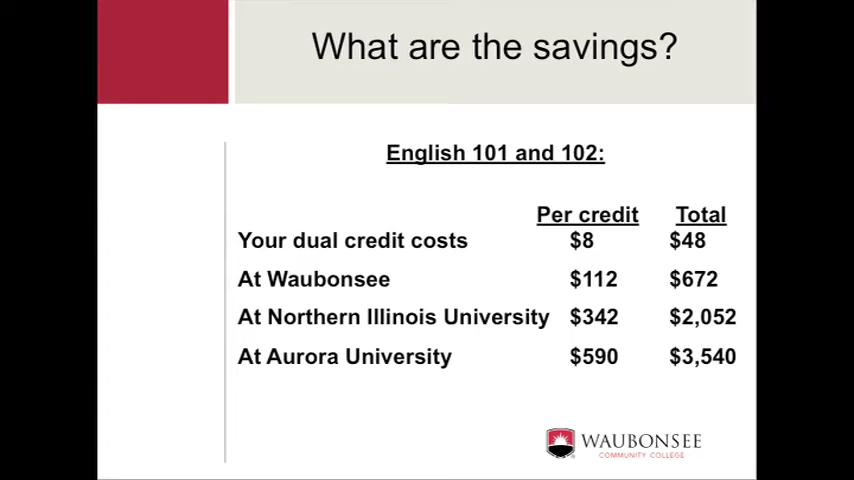 What are the savings?
English 101 and 102:
Per credit Total
Your dual credit costs $8 $48
At Waubonsee $112 $672
At Northern Illinois University $342 $2,052
At Aurora University $590 $3,540
WAUBONSEE
COMMUNITY COLLEGE